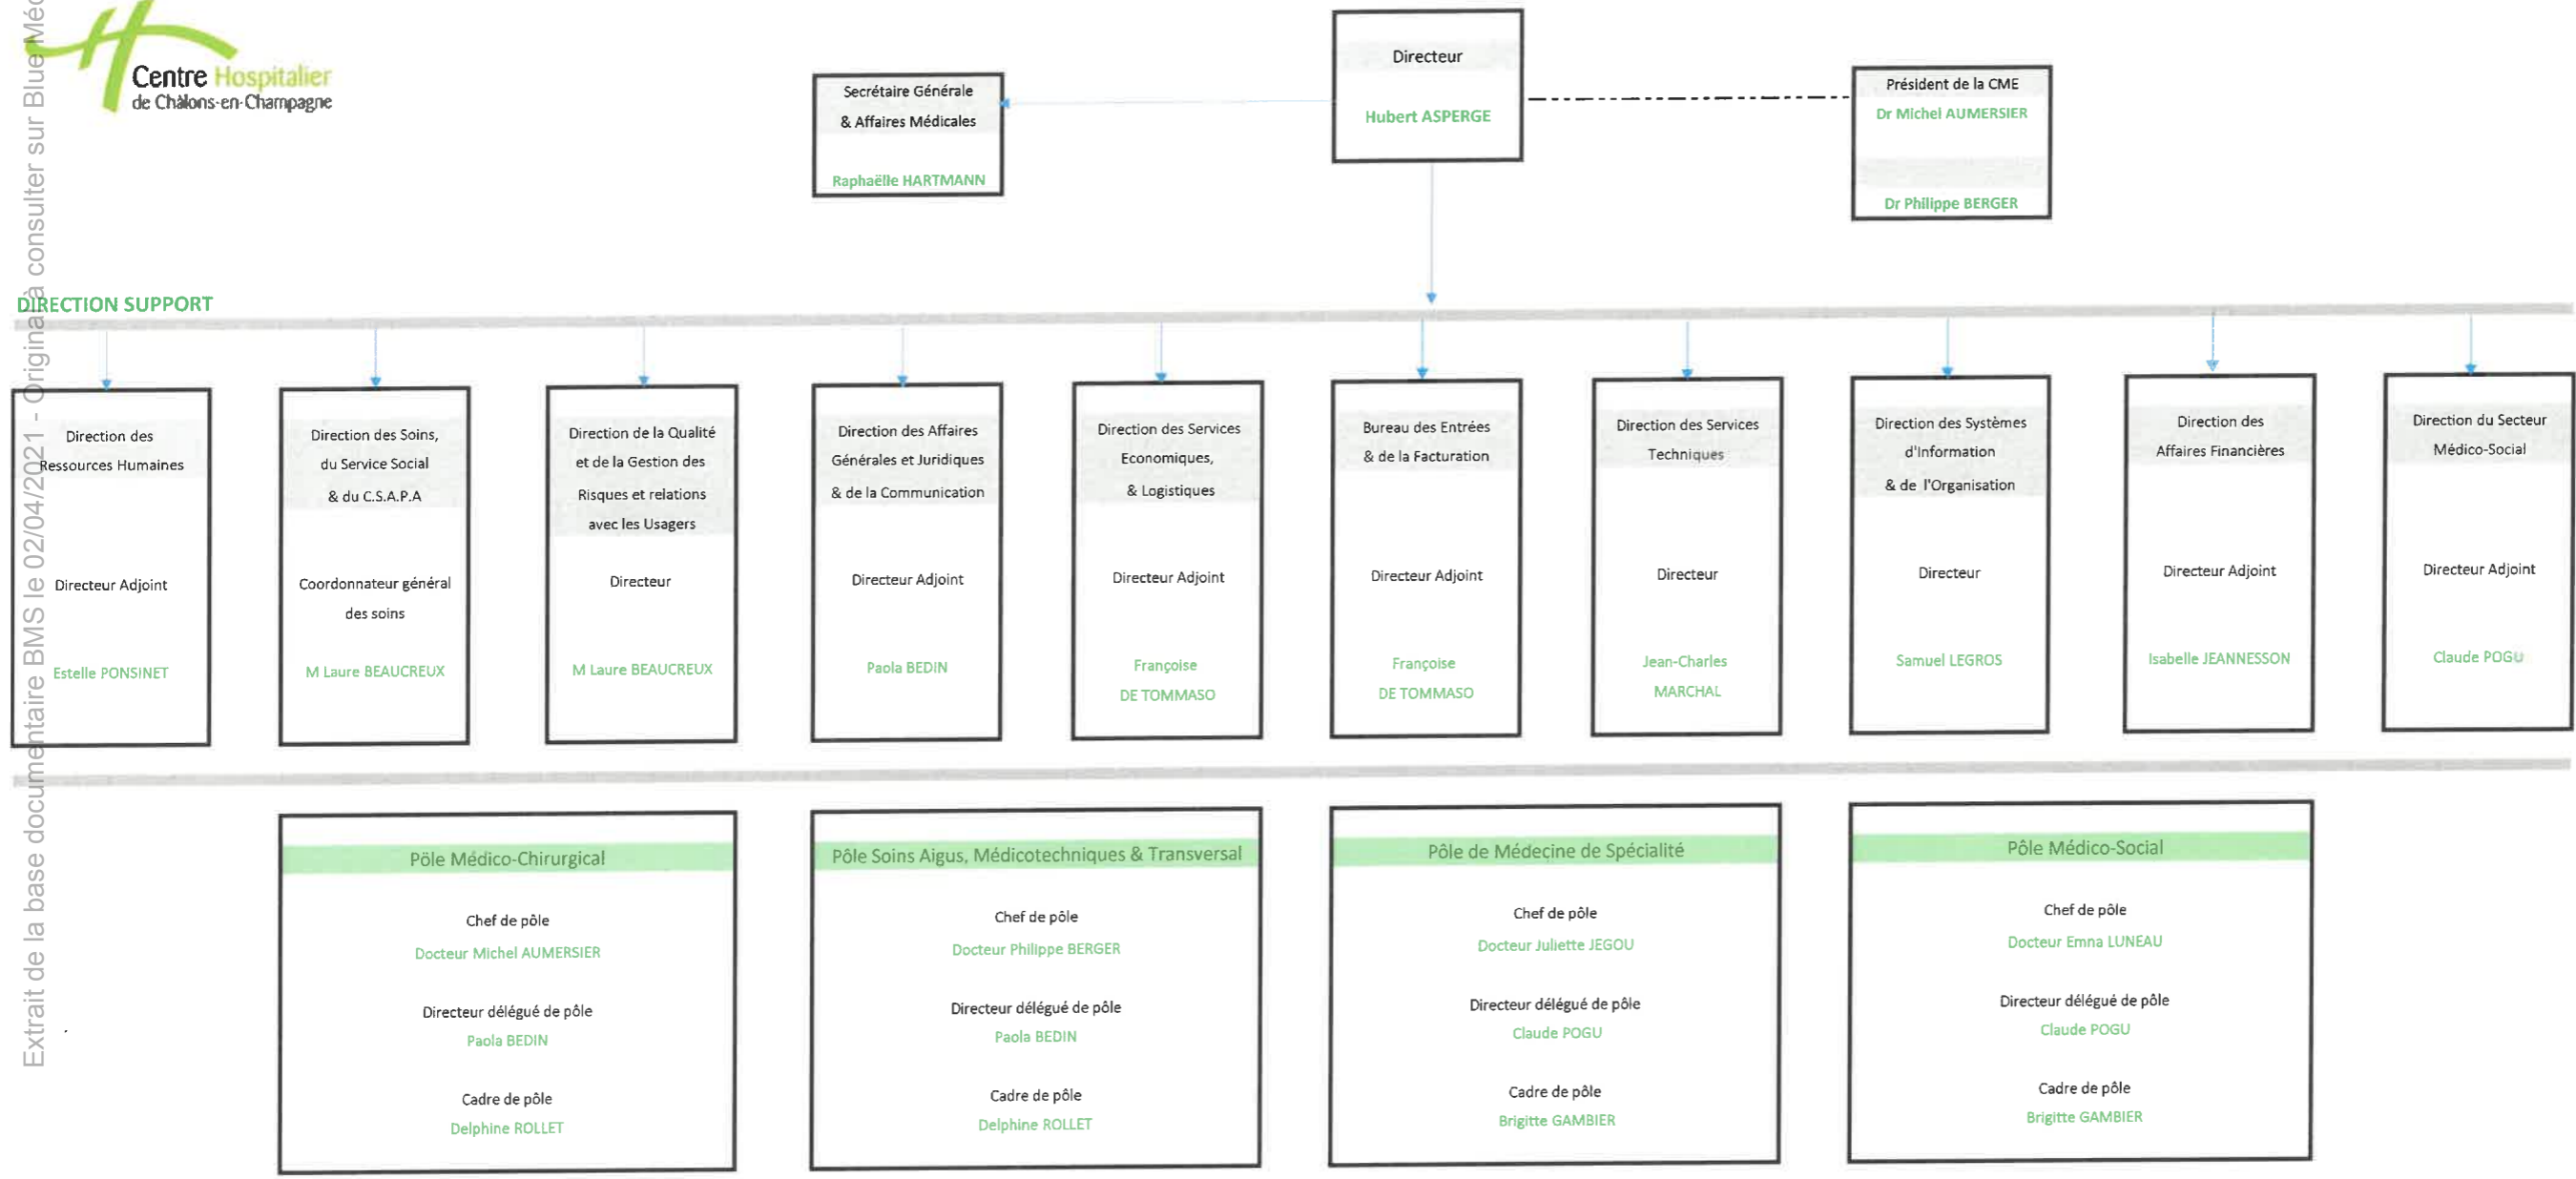 Centre Hospitalier
de Châlons-en-Champagne
Extrait de la base documentaire BMS le 02/04/2021 - Original à consulter sur Blue
Directeur
Hubert ASPERGE
Secrétaire Générale
& Affaires Médicales
Raphaëlle HARTMANN
Président de la CME
Dr Michel AUMERSIER
Dr Philippe BERGER
DIRECTION SUPPORT
Direction des
Ressources Humaines
Directeur Adjoint
Estelle PONSINET
Direction des Soins,
du Service Social
& du C.S.A.P.A
Coordonnateur général
des soins
M Laure BEAUCREUX
Direction de la Qualité
et de la Gestion des
Risques et relations
avec les Usagers
Directeur
M Laure BEAUCREUX
Direction des Affaires
Générales et Juridiques
& de la Communication
Directeur Adjoint
Paola BEDIN
Direction des Services
Economiques,
& Logistiques
Directeur Adjoint
Françoise
DE TOMMASO
Bureau des Entrées
& de la Facturation
Directeur Adjoint
Françoise
DE TOMMASO
Direction des Services
Techniques
Directeur
Jean-Charles
MARCHAL
Direction des Systèmes
d'Information
& de l'Organisation
Directeur
Samuel LEGROS
Direction des
Affaires Financières
Directeur Adjoint
Isabelle JEANNESSON
Direction du Secteur
Médico-Social
Directeur Adjoint
Claude POGU
Pôle Médico-Chirurgical
Chef de pôle
Docteur Michel AUMERSIER
Directeur délégué de pôle
Paola BEDIN
Cadre de pôle
Delphine ROLLET
Pôle Soins Aigus, Médicotechniques & Transversal
Chef de pôle
Docteur Philippe BERGER
Directeur délégué de pôle
Paola BEDIN
Cadre de pôle
Delphine ROLLET
Pôle de Médecine de Spécialité
Chef de pôle
Docteur Juliette JEGOU
Directeur délégué de pôle
Claude POGU
Cadre de pôle
Brigitte GAMBIER
Pôle Médico-Social
Chef de pôle
Docteur Emna LUNEAU
Directeur délégué de pôle
Claude POGU
Cadre de pôle
Brigitte GAMBIER